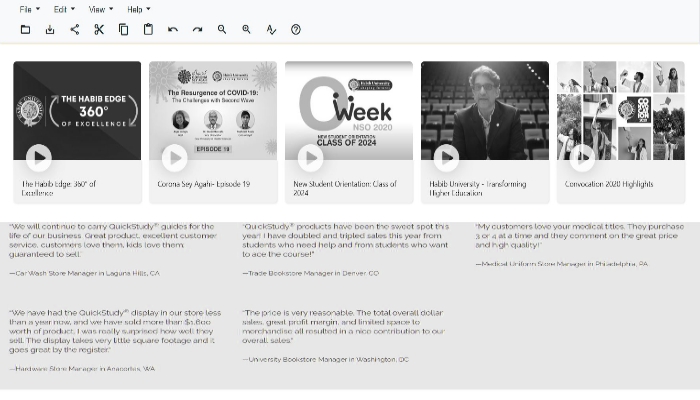 File Edit View Help
THE HABIB EDGE
360°
OF EXCELLENCE
Habib University
The Resurgence of COVID-19:
The Challenges with Second Wave
EPISODE 19
Week
NSO 2020
NEW STUDENT ORIENTATION
CLASS OF 2024
The Habib Edge: 360° of
Excellence
Corona Sey Agahi- Episode 19
New Student Orientation: Class of
2024
Habib University - Transforming
Higher Education
Convocation 2020 Highlights
“We will continue to carry QuickStudy® guides for the
life of our business. Great product, excellent customer
service, customers love them, kids love them;
guaranteed to sell.”
—Car Wash Store Manager in Laguna Hills, CA
“QuickStudy® products have been the sweet spot this
year! I have doubled and tripled sales this year from
students who need help and from students who want
to ace the course!”
—Trade Bookstore Manager in Denver, CO
“My customers love your medical titles. They purchase
3 or 4 at a time and they comment on the great price
and high quality!”
—Medical Uniform Store Manager in Philadelphia, PA
“We have had the QuickStudy® display in our store less
than a year now, and we have sold more than $1,600
worth of product. I was really surprised how well they
sell. The display takes very little square footage and it
goes great by the register.”
—Hardware Store Manager in Anacortes, WA
“The price is very reasonable. The total overall dollar
sales, great profit margin, and limited space to
merchandise all resulted in a nice contribution to our
overall sales.”
—University Bookstore Manager in Washington, DC